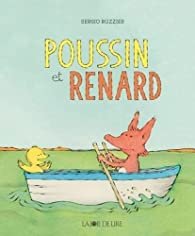 SERGIO RUZZIER
POUSSIN
et
RENARD
LA JOIE DE LIRE